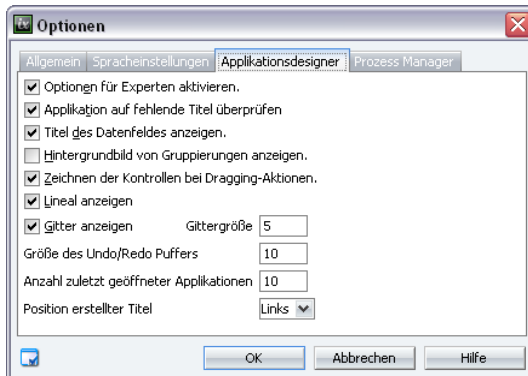 Optionen
Allgemein Spracheinstellungen Applikationsdesigner Prozess Manager
Optionen für Experten aktivieren.
Applikation auf fehlende Titel überprüfen
Titel des Datenfeldes anzeigen.
Hintergrundbild von Gruppierungen anzeigen.
Zeichnen der Kontrollen bei Dragging-Aktionen.
Lineal anzeigen
Gitter anzeigen Gittergröße 5
Größe des Undo/Redo Puffers 10
Anzahl zuletzt geöffneter Applikationen 10
Position erstellter Titel Links
OK Abbrechen Hilfe